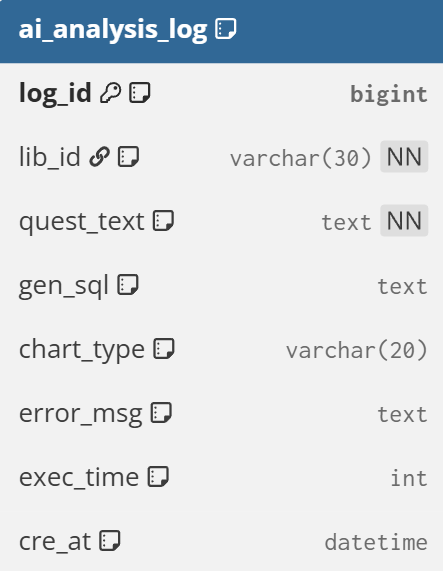 ai_analysis_log
log_id bigint
lib_id varchar(30) NN
quest_text text NN
gen_sql text
chart_type varchar(20)
error_msg text
exec_time int
cre_at datetime